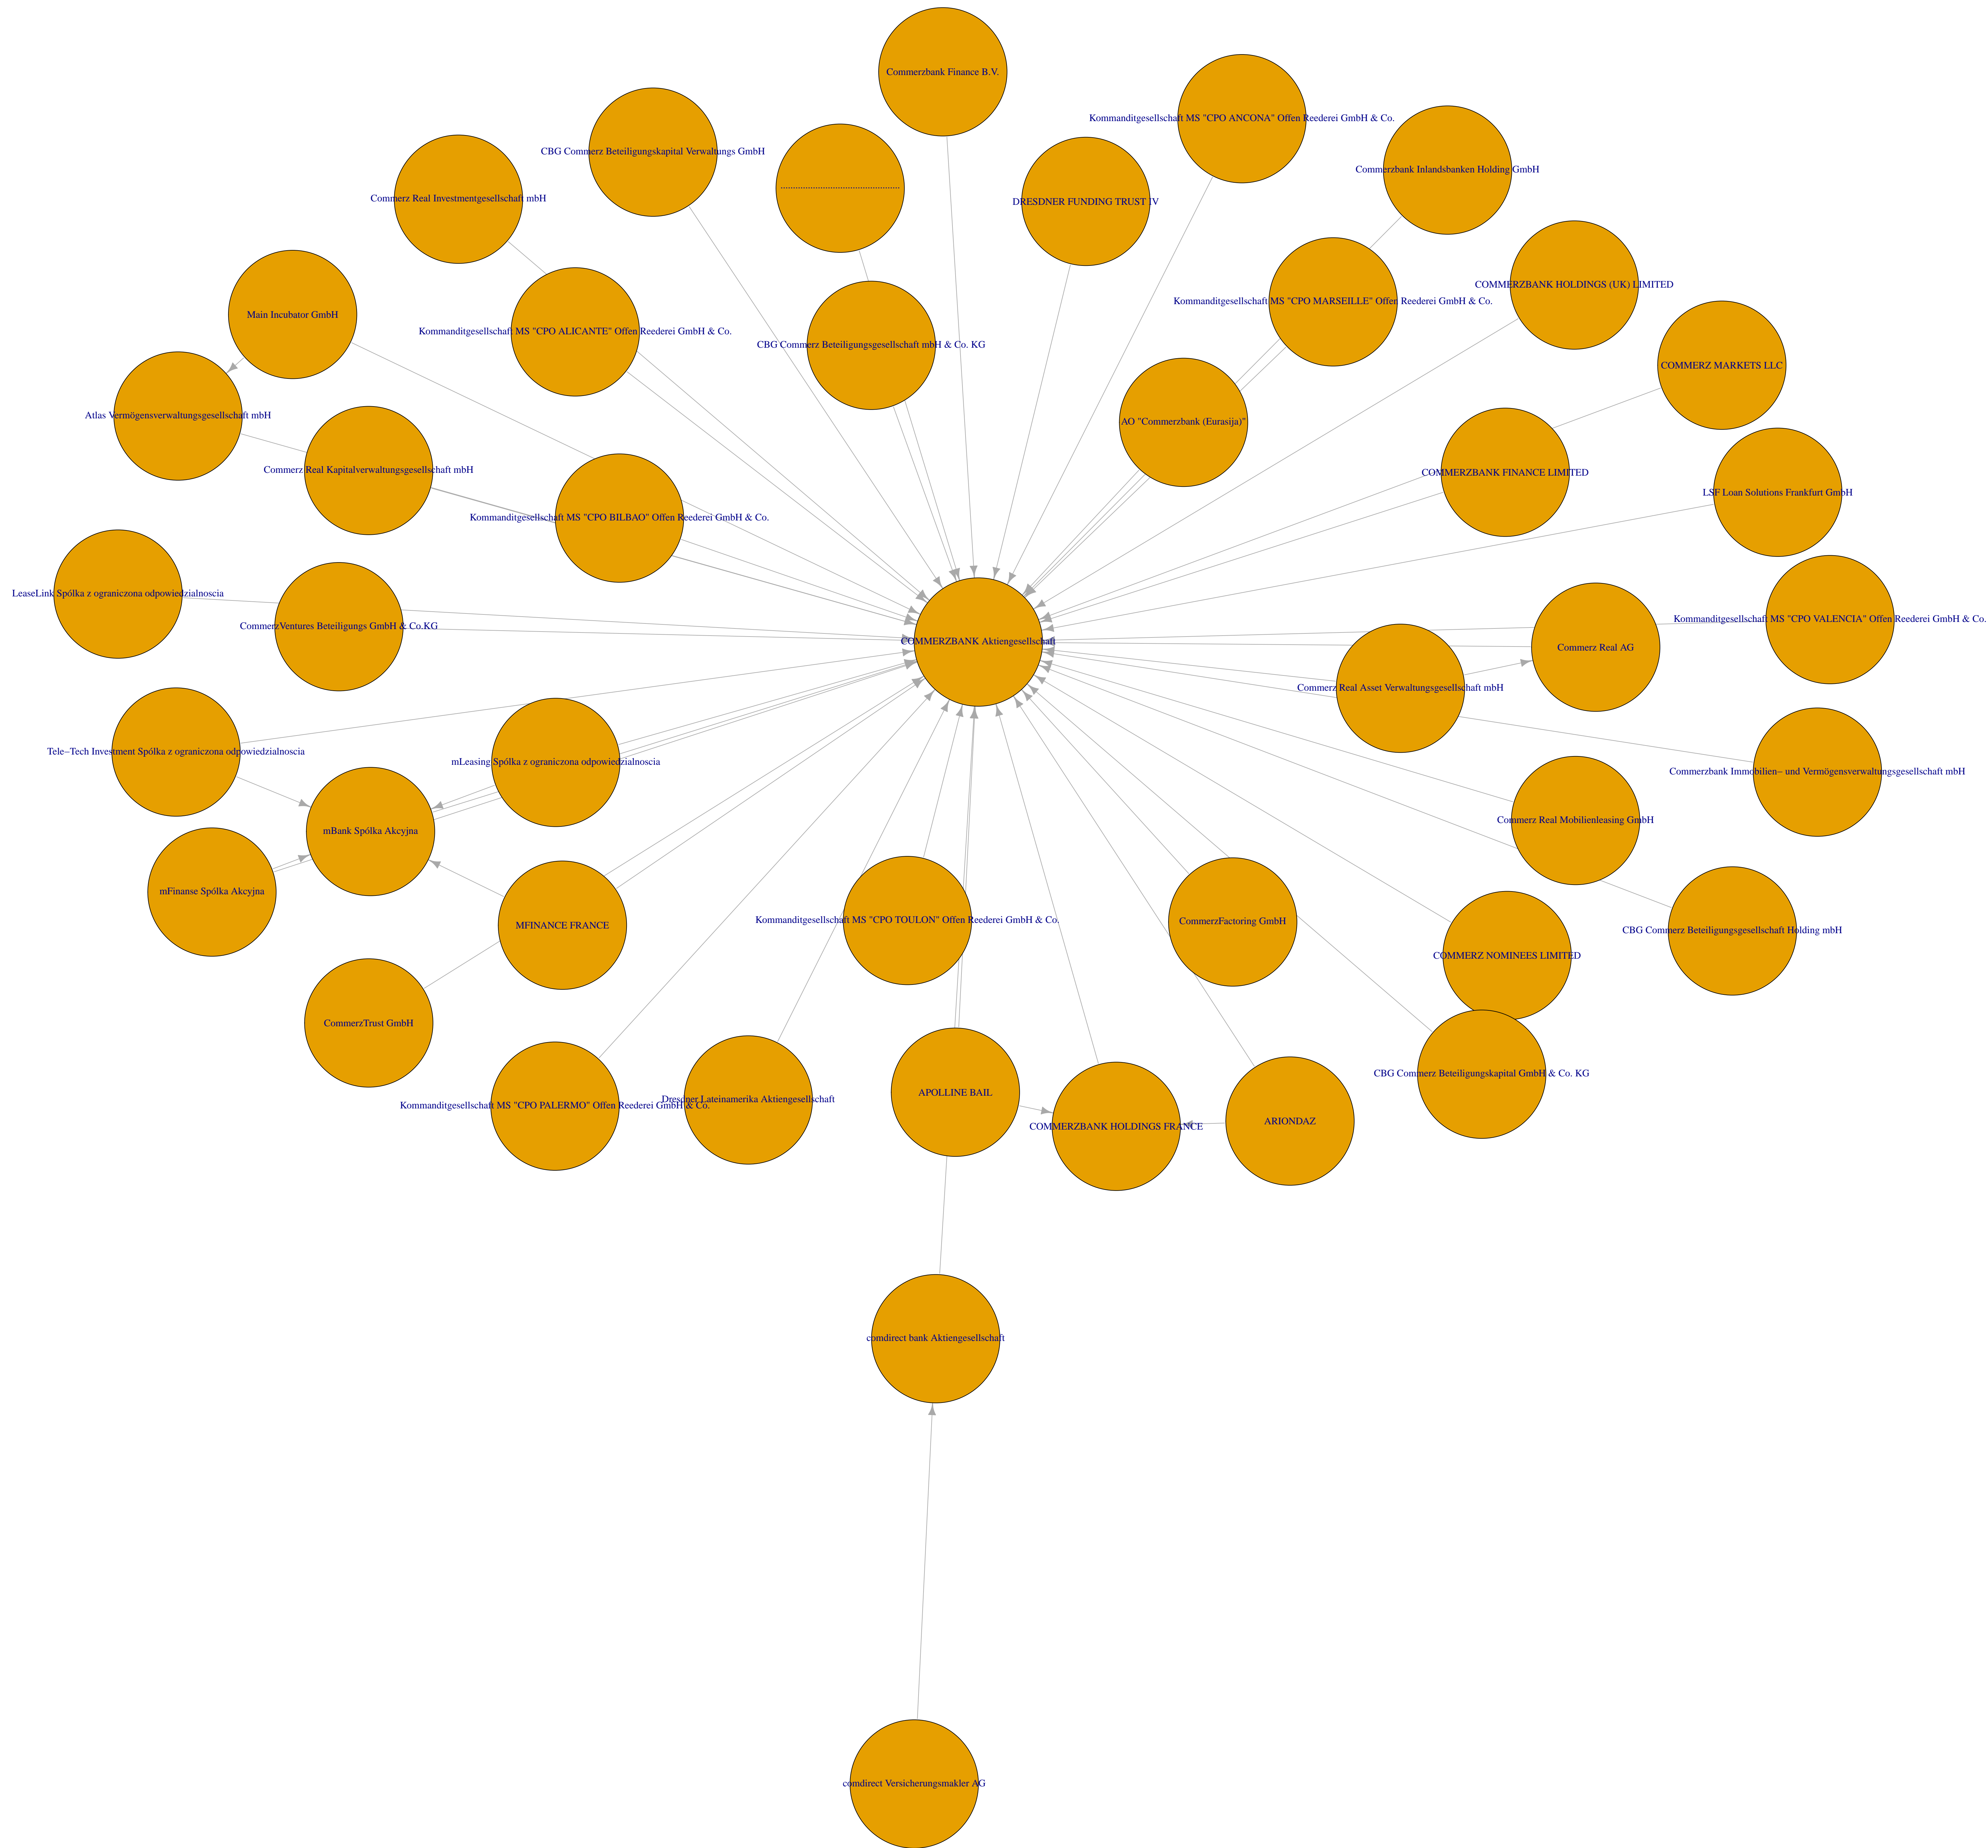 Commerzbank Finance B.V.
Kommanditgesellschaft MS "CPO ANCONA" Offen Reederei GmbH & Co.
CBG Commerz Beteiligungskapital Verwaltungs GmbH
Commerzbank Inlandsbanken Holding GmbH
Commerz Real Investmentgesellschaft mbH
DRESDNER FUNDING TRUST IV
COMMERZBANK HOLDINGS (UK) LIMITED
Kommanditgesellschaft MS "CPO MARSEILLE" Offen Reederei GmbH & Co.
Main Incubator GmbH
Kommanditgesellschaft MS "CPO ALICANTE" Offen Reederei GmbH & Co.
CBG Commerz Beteiligungsgesellschaft mbH & Co. KG
COMMERZ MARKETS LLC
Atlas Vermögensverwaltungsgesellschaft mbH
AO "Commerzbank (Eurasija)"
Commerz Real Kapitalverwaltungsgesellschaft mbH
COMMERZBANK FINANCE LIMITED
LSF Loan Solutions Frankfurt GmbH
Kommanditgesellschaft MS "CPO BILBAO" Offen Reederei GmbH & Co.
LeaseLink Spólka z ograniczona odpowiedzialnoscia
Kommanditgesellschaft MS "CPO VALENCIA" Offen Reederei GmbH & Co.
CommerzVentures Beteiligungs GmbH & Co.KG
COMMERZBANK Aktiengesellschaft
Commerz Real AG
Commerz Real Asset Verwaltungsgesellschaft mbH
Tele−Tech Investment Spólka z ograniczona odpowiedzialnoscia
mLeasing Spólka z ograniczona odpowiedzialnoscia
Commerzbank Immobilien− und Vermögensverwaltungsgesellschaft mbH
Commerz Real Mobilienleasing GmbH
mBank Spólka Akcyjna
mFinanse Spólka Akcyjna
Kommanditgesellschaft MS "CPO TOULON" Offen Reederei GmbH & Co.
CommerzFactoring GmbH
MFINANCE FRANCE
CBG Commerz Beteiligungsgesellschaft Holding mbH
COMMERZ NOMINEES LIMITED
CommerzTrust GmbH
CBG Commerz Beteiligungskapital GmbH & Co. KG
APOLLINE BAIL
Dresdner Lateinamerika Aktiengesellschaft
Kommanditgesellschaft MS "CPO PALERMO" Offen Reederei GmbH & Co.
ARIONDAZ
COMMERZBANK HOLDINGS FRANCE
comdirect bank Aktiengesellschaft
comdirect Versicherungsmakler AG